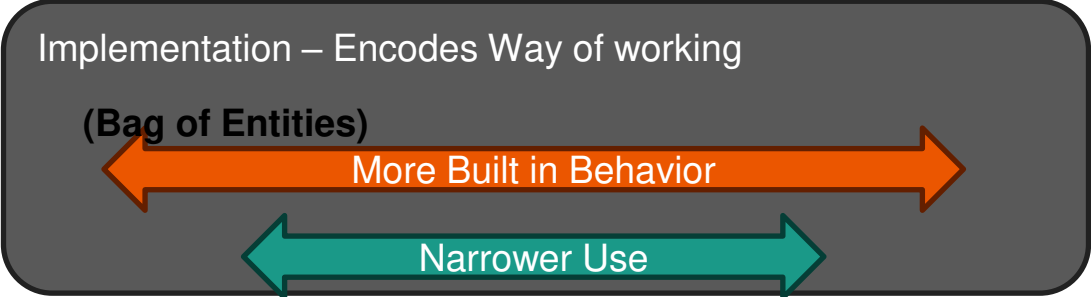 Implementation – Encodes Way of working
(Bag of Entities)
More Built in Behavior
Narrower Use